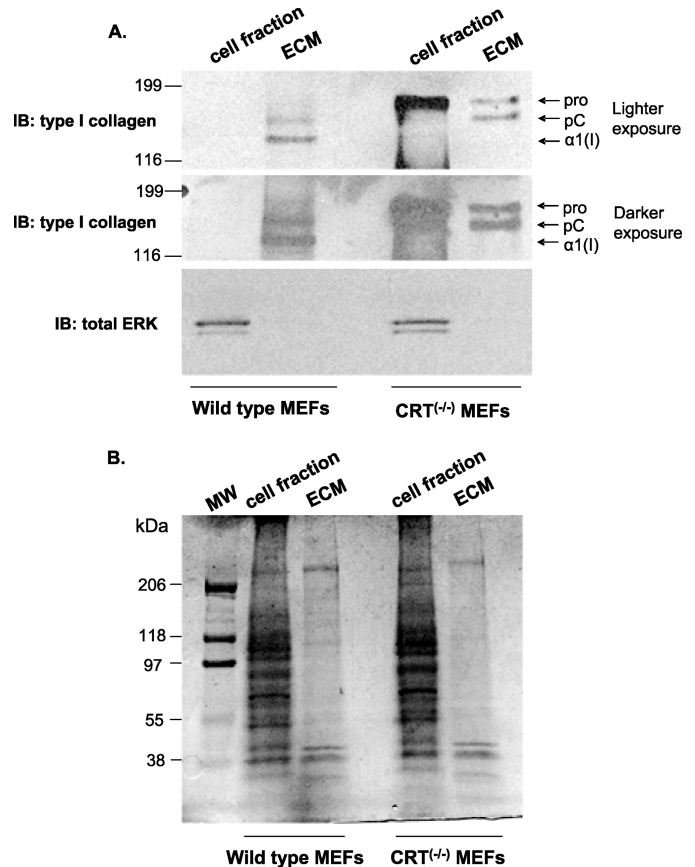 A.
cell fraction ECM cell fraction ECM
199
IB: type I collagen
116
pro
pC
α1(I)
Lighter
exposure
199
IB: type I collagen
116
pro
pC
α1(I)
Darker
exposure
IB: total ERK
Wild type MEFs CRT(-/-) MEFs
B.
MW cell fraction ECM cell fraction ECM
kDa
206
118
97
55
38
Wild type MEFs CRT(-/-) MEFs